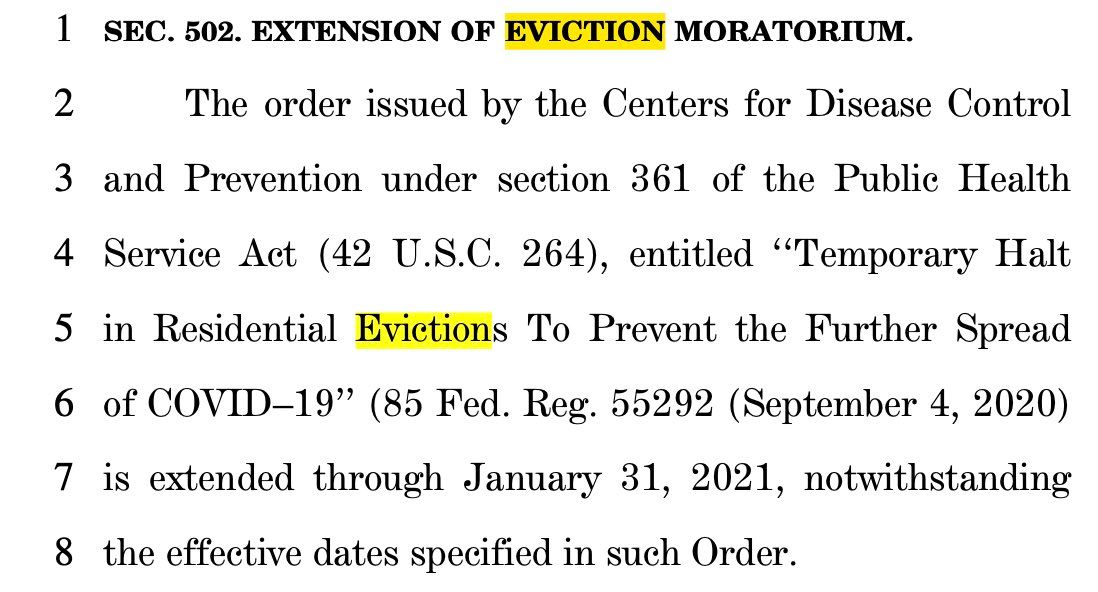 1 SEC. 502. EXTENSION OF EVICTION MORATORIUM.
2 The order issued by the Centers for Disease Control
3 and Prevention under section 361 of the Public Health
4 Service Act (42 U.S.C. 264), entitled ‘‘Temporary Halt
5 in Residential Evictions To Prevent the Further Spread
6 of COVID–19’’ (85 Fed. Reg. 55292 (September 4, 2020)
7 is extended through January 31, 2021, notwithstanding
8 the effective dates specified in such Order.